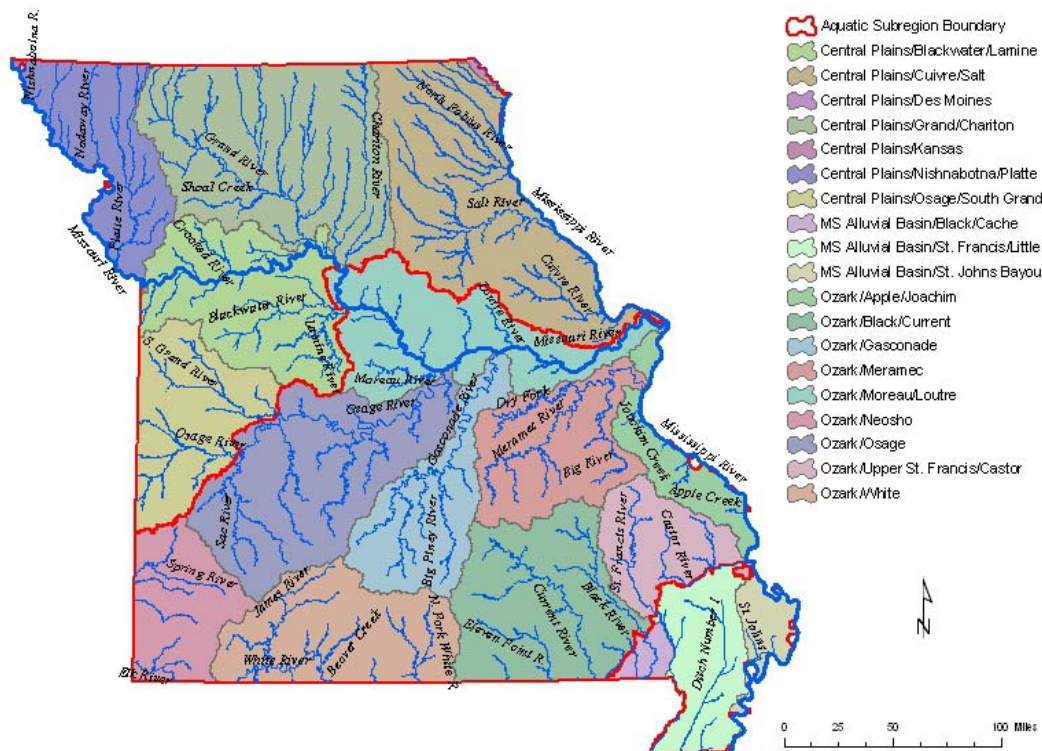 Nishnabotna R.
Nodaway River
Platte River
Missouri River
Grand River
Shoal Creek
Chariton River
Crooked River
North Fabius River
Salt River
Mississippi River
Cuivre River
Blackwater River
Lamine River
Loutre River
Missouri River
S. Grand River
Moreau River
Osage River
Osage River
Gasconade River
Dry Fork
Meramec River
Big River
Joachim Creek
Mississippi River
Apple Creek
Sac River
Big Piney River
St. Francis River
Castor River
Spring River
James River
Black River
Current River
Eleven Point R.
White River
Beaver Creek
N. Fork White
Elk River
Ditch Number 1
St. Johns
Aquatic Subregion Boundary
Central Plains/Blackwater/Lamine
Central Plains/Cuivre/Salt
Central Plains/Des Moines
Central Plains/Grand/Chariton
Central Plains/Kansas
Central Plains/Nishnabotna/Platte
Central Plains/Osage/South Grand
MS Alluvial Basin/Black/Cache
MS Alluvial Basin/St. Francis/Little
MS Alluvial Basin/St. Johns Bayou
Ozark/Apple/Joachim
Ozark/Black/Current
Ozark/Gasconade
Ozark/Meramec
Ozark/Moreau/Loutre
Ozark/Neosho
Ozark/Osage
Ozark/Upper St. Francis/Castor
Ozark/White
0 25 50 100 Miles